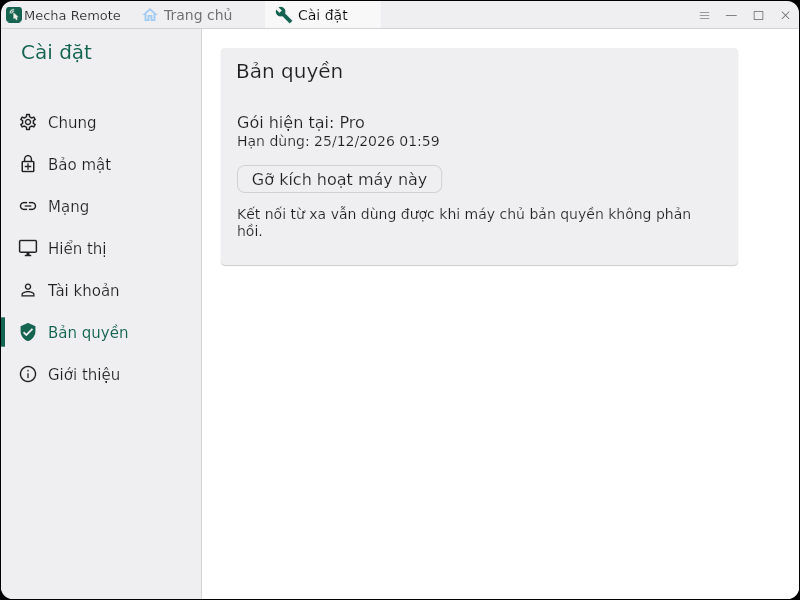 Mecha Remote
Trang chủ
Cài đặt
Cài đặt
Chung
Bảo mật
Mạng
Hiển thị
Tài khoản
Bản quyền
Giới thiệu
Bản quyền
Gói hiện tại: Pro
Hạn dùng: 25/12/2026 01:59
Gỡ kích hoạt máy này
Kết nối từ xa vẫn dùng được khi máy chủ bản quyền không phản
hồi.